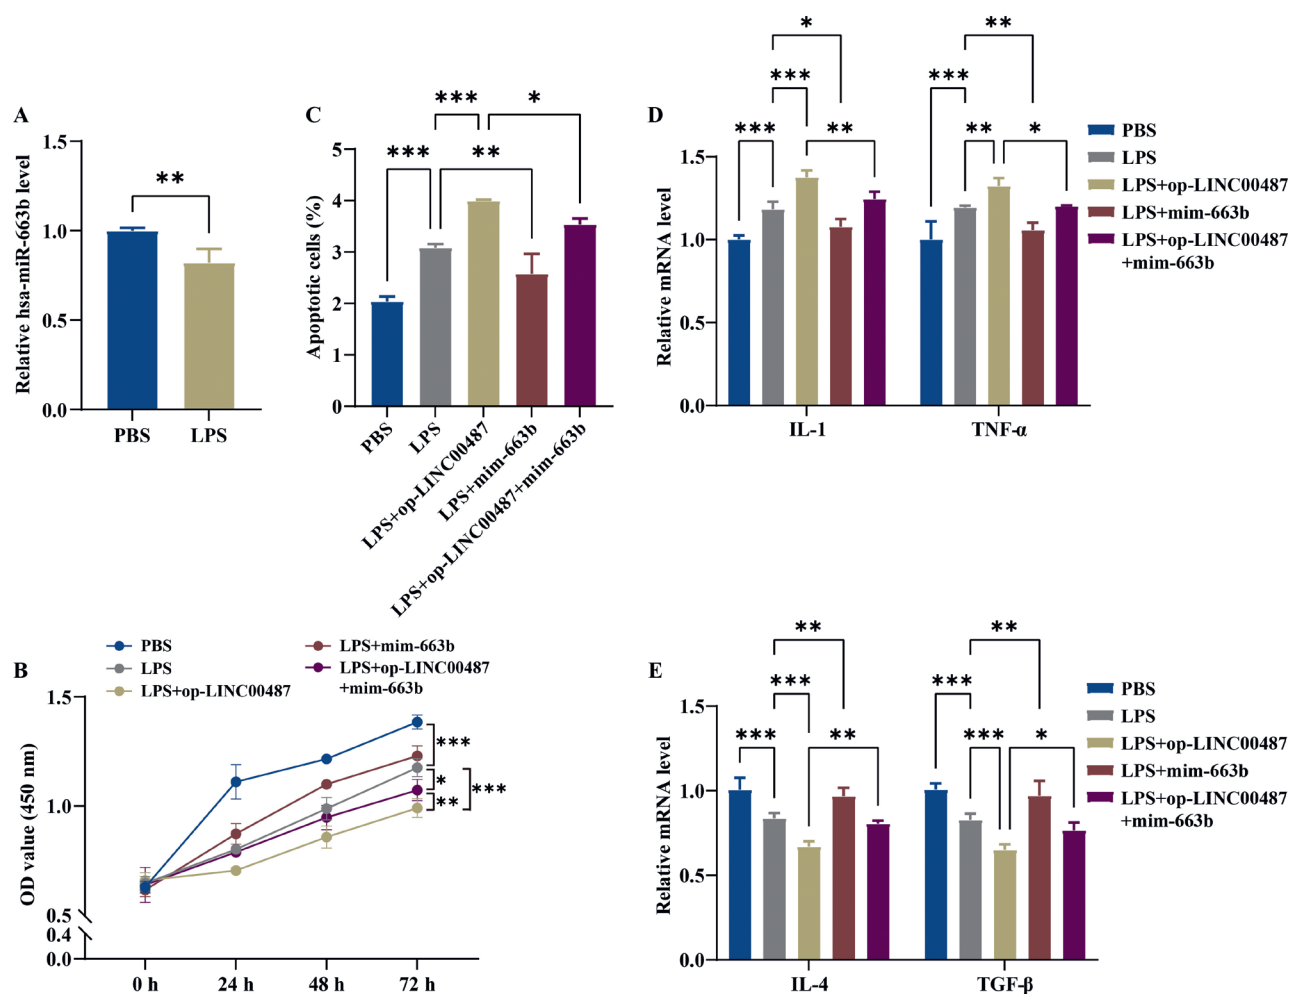 A
Relative hsa-miR-663b level
1.5
1.0
0.5
0.0
**
PBS
LPS
C
Apoptotic cells (%)
5
4
3
2
1
0
***
*
***
**
PBS
LPS
LPS+op-LINC00487
LPS+mim-663b
LPS+op-LINC00487+mim-663b
D
Relative mRNA level
1.5
1.0
0.5
0.0
*
***
***
**
**
***
**
*
IL-1
TNF-α
PBS
LPS
LPS+op-LINC00487
LPS+mim-663b
LPS+op-LINC00487
+mim-663b
B
PBS
LPS
LPS+op-LINC00487
LPS+mim-663b
LPS+op-LINC00487
+mim-663b
OD value (450 nm)
1.5
1.0
0.5
0.4
0.0
***
*
**
***
0 h
24 h
48 h
72 h
E
Relative mRNA level
1.5
1.0
0.5
0.0
**
***
***
**
**
***
***
*
IL-4
TGF-β
PBS
LPS
LPS+op-LINC00487
LPS+mim-663b
LPS+op-LINC00487
+mim-663b